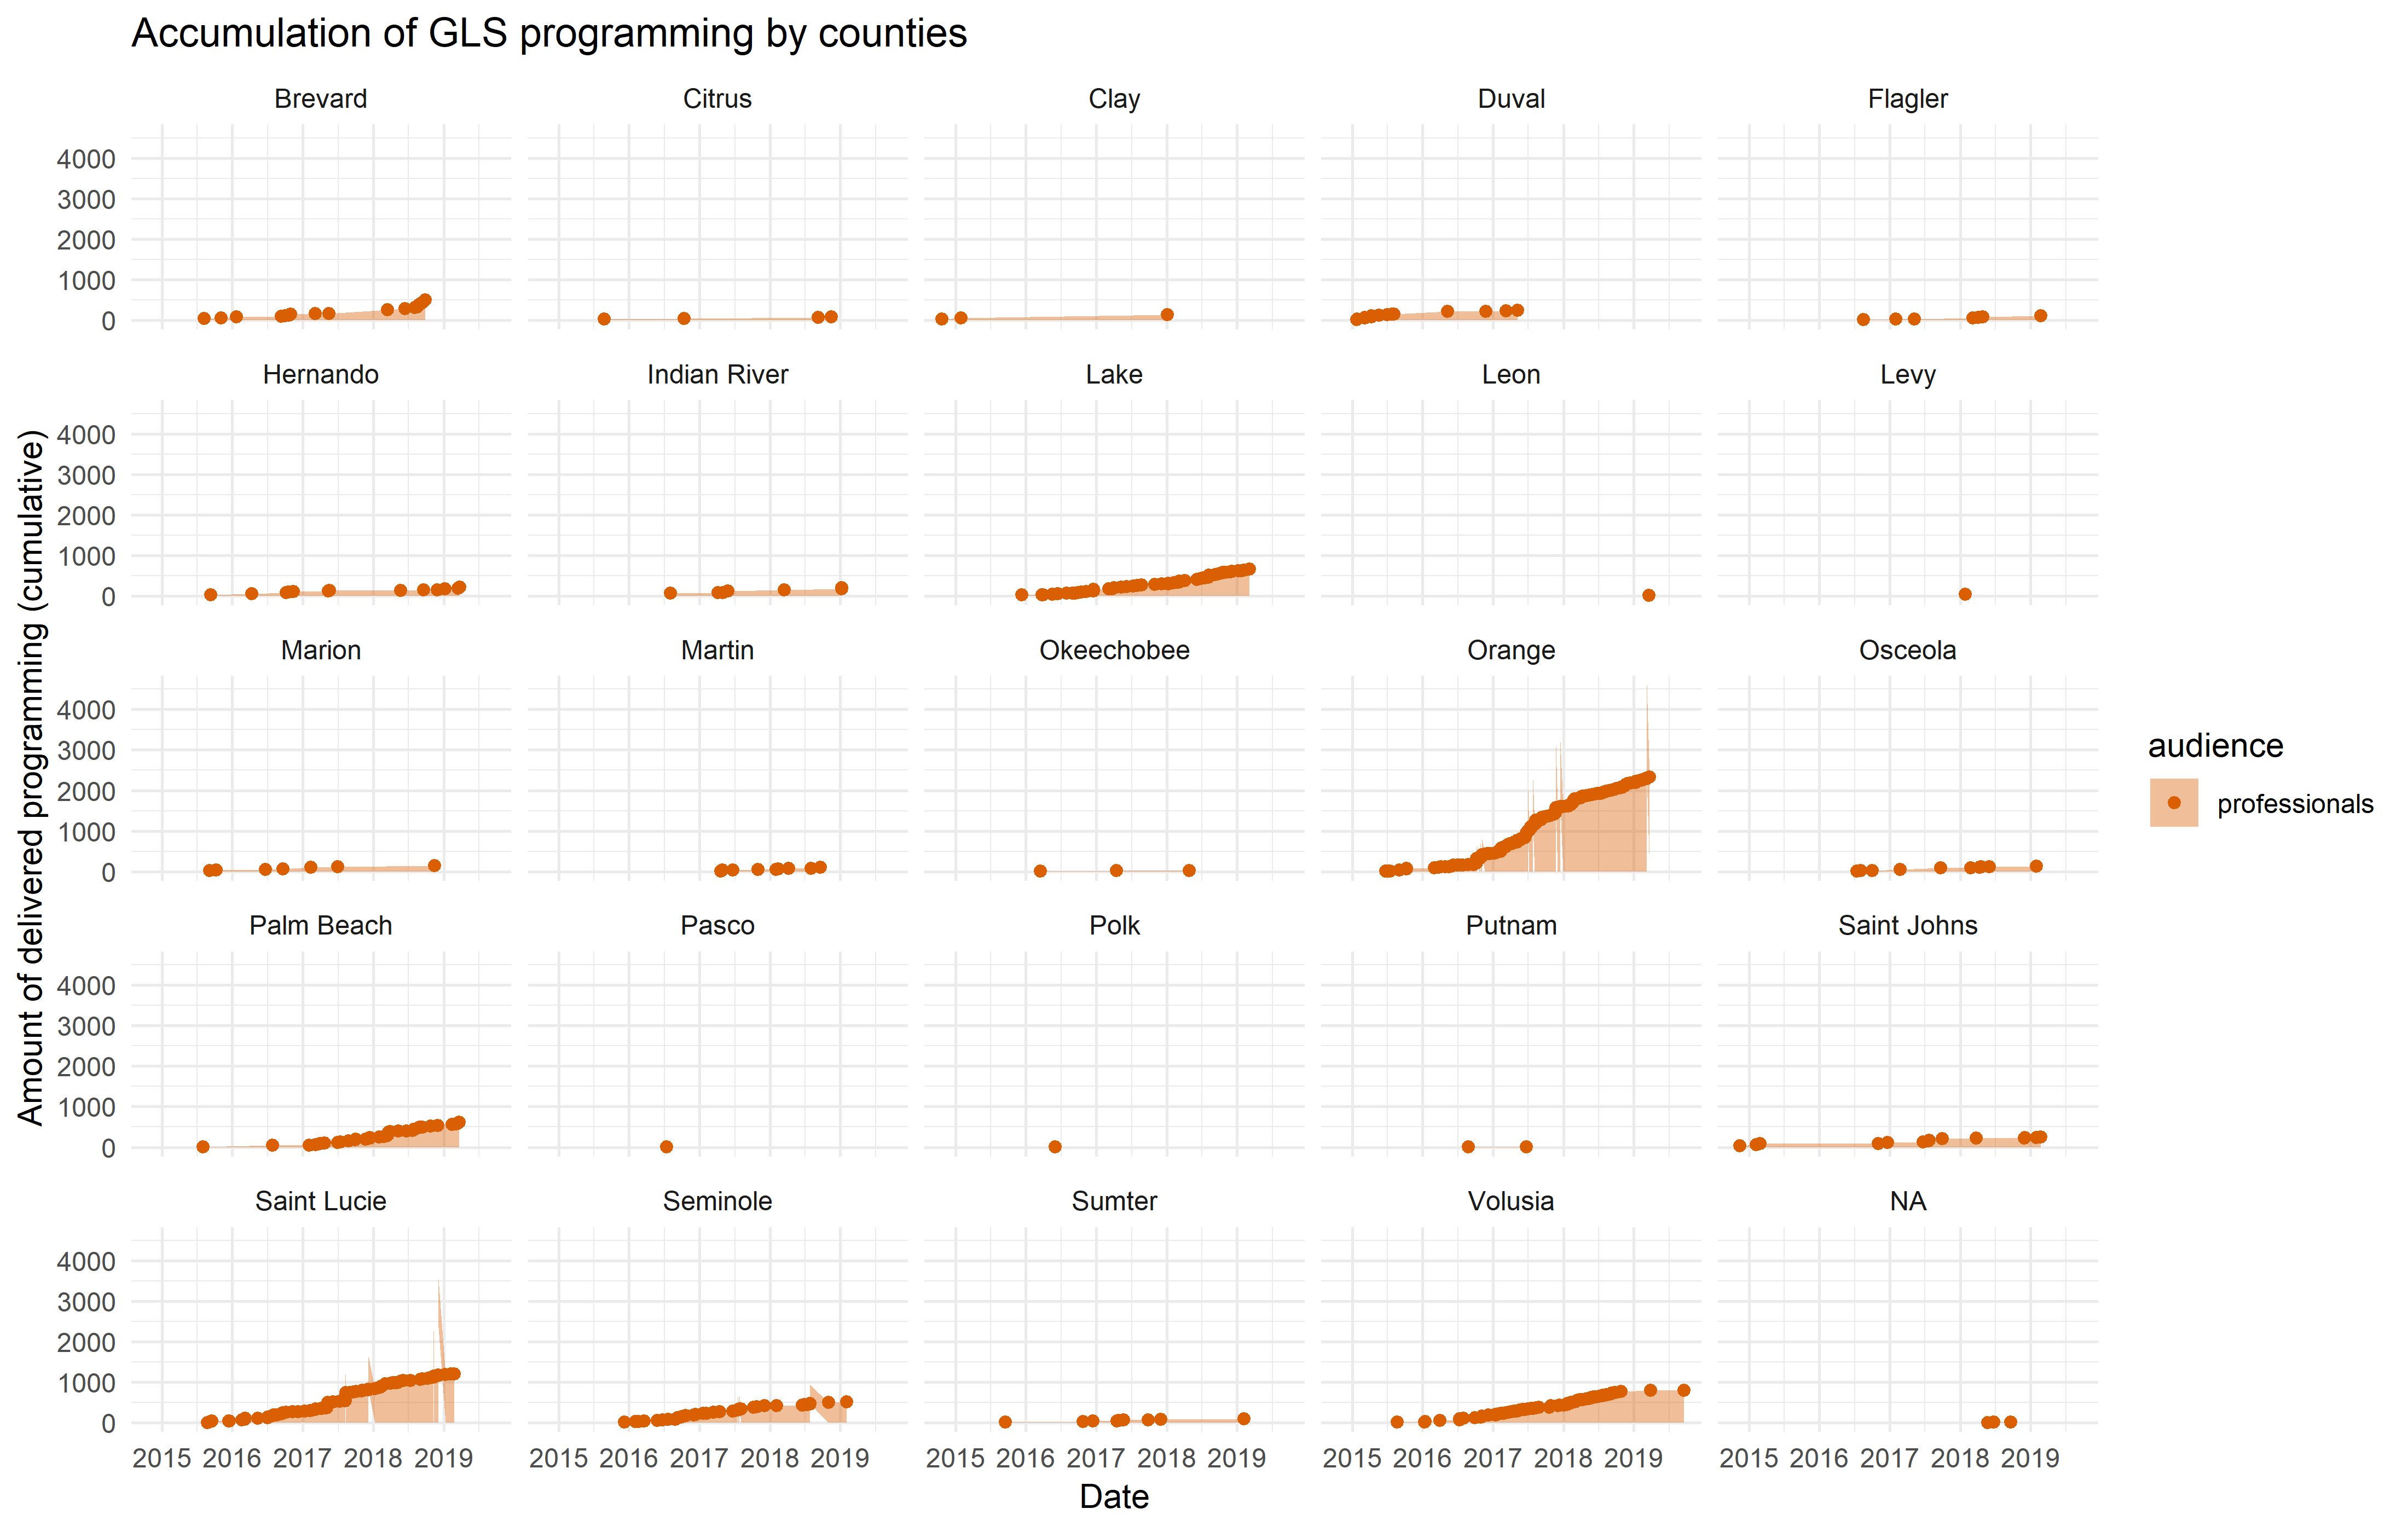 Accumulation of GLS programming by counties
Brevard Citrus Clay Duval Flagler
4000
3000
2000
1000
0
Hernando Indian River Lake Leon Levy
4000
3000
2000
1000
0
Marion Martin Okeechobee Orange Osceola
4000
3000
2000
1000
0
Palm Beach Pasco Polk Putnam Saint Johns
4000
3000
2000
1000
0
Saint Lucie Seminole Sumter Volusia NA
4000
3000
2000
1000
0
2015 2016 2017 2018 2019 2015 2016 2017 2018 2019 2015 2016 2017 2018 2019 2015 2016 2017 2018 2019 2015 2016 2017 2018 2019
Date
Amount of delivered programming (cumulative)
audience
professionals